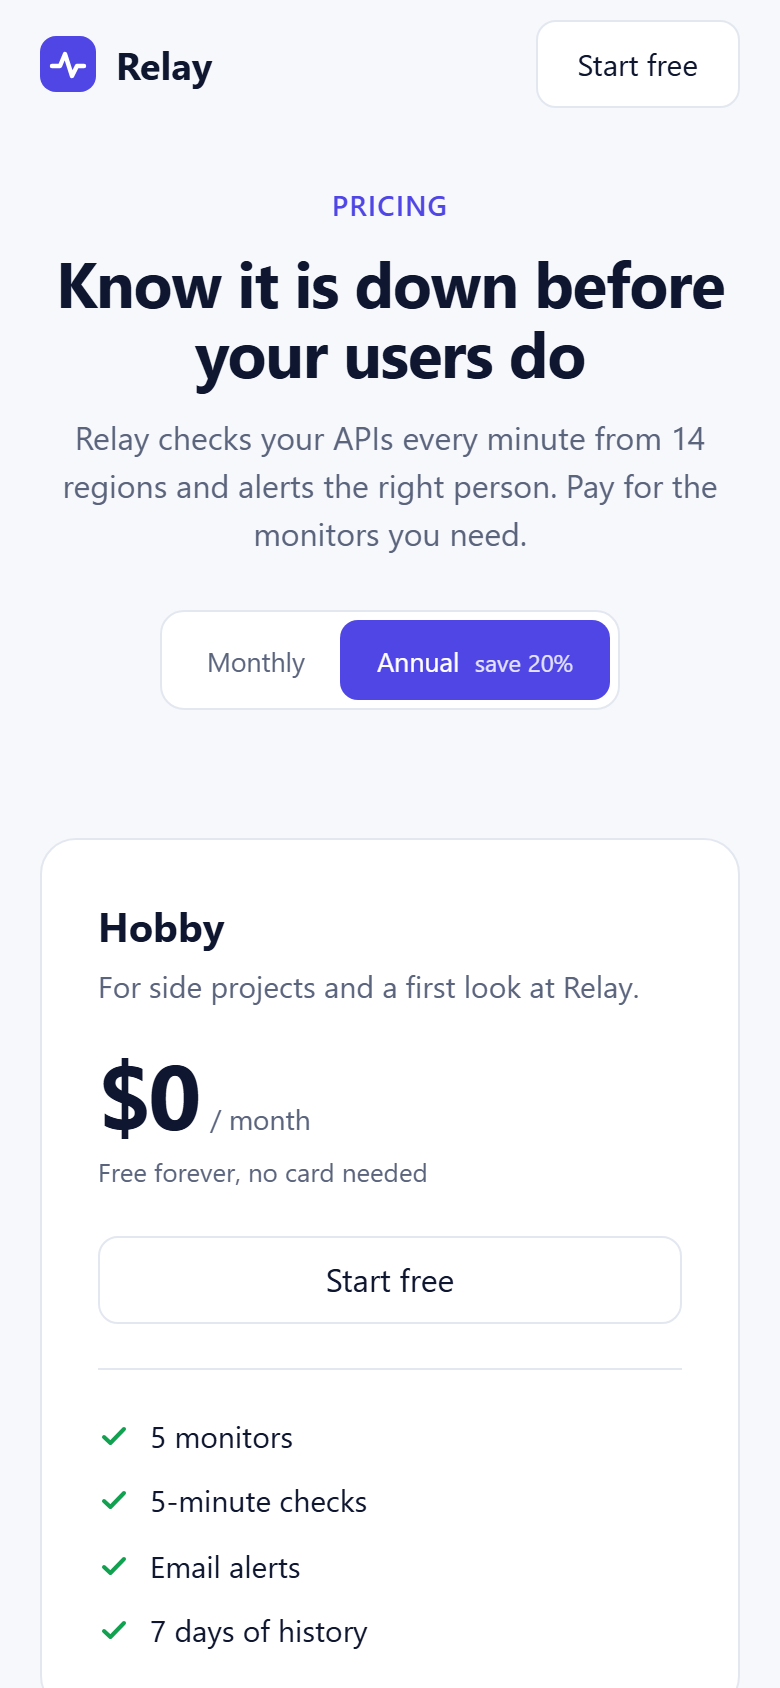 Relay
Start free
PRICING
Know it is down before
your users do
Relay checks your APIs every minute from 14
regions and alerts the right person. Pay for the
monitors you need.
Monthly
Annual save 20%
Hobby
For side projects and a first look at Relay.
$0 / month
Free forever, no card needed
Start free
5 monitors
5-minute checks
Email alerts
7 days of history